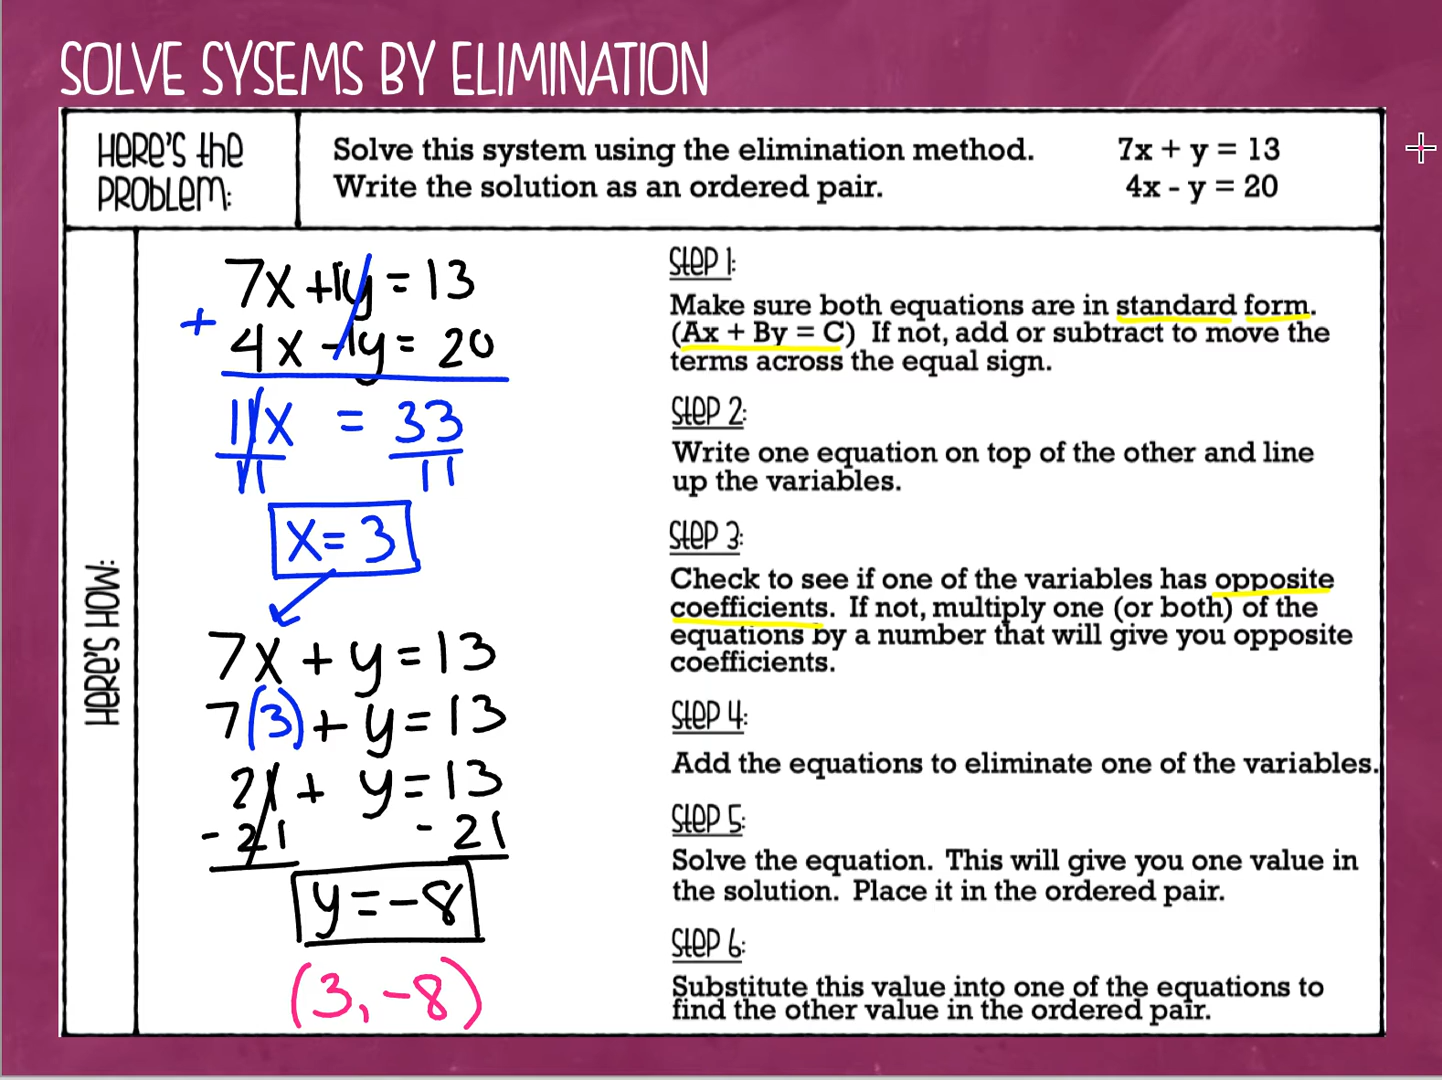 SOLVE SYSEMS BY ELIMINATION
HERE'S the PROBLEM:
Solve this system using the elimination method.
Write the solution as an ordered pair.
7x + y = 13
4x - y = 20
HERE'S HOW:
7x + 1y = 13
+
4x - 1y = 20
11x = 33
11 11
x = 3
7x + y = 13
7(3) + y = 13
21 + y = 13
- 21 - 21
y = -8
(3, -8)
Step 1:
Make sure both equations are in standard form.
(Ax + By = C) If not, add or subtract to move the
terms across the equal sign.
Step 2:
Write one equation on top of the other and line
up the variables.
Step 3:
Check to see if one of the variables has opposite
coefficients. If not, multiply one (or both) of the
equations by a number that will give you opposite
coefficients.
Step 4:
Add the equations to eliminate one of the variables.
Step 5:
Solve the equation. This will give you one value in
the solution. Place it in the ordered pair.
Step 6:
Substitute this value into one of the equations to
find the other value in the ordered pair.